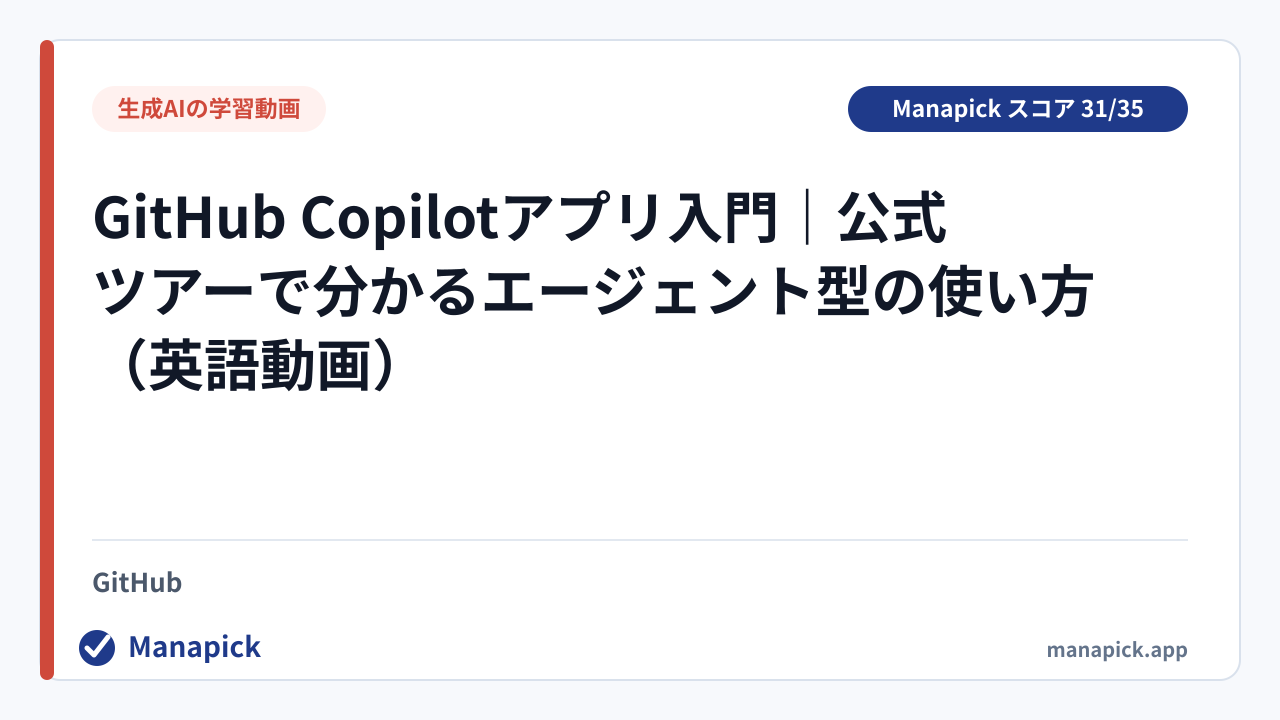 生成AIの学習動画
Manapick スコア 31/35
GitHub Copilotアプリ入門｜公式
ツアーで分かるエージェント型の使い方
（英語動画）
GitHub
Manapick
manapick.app